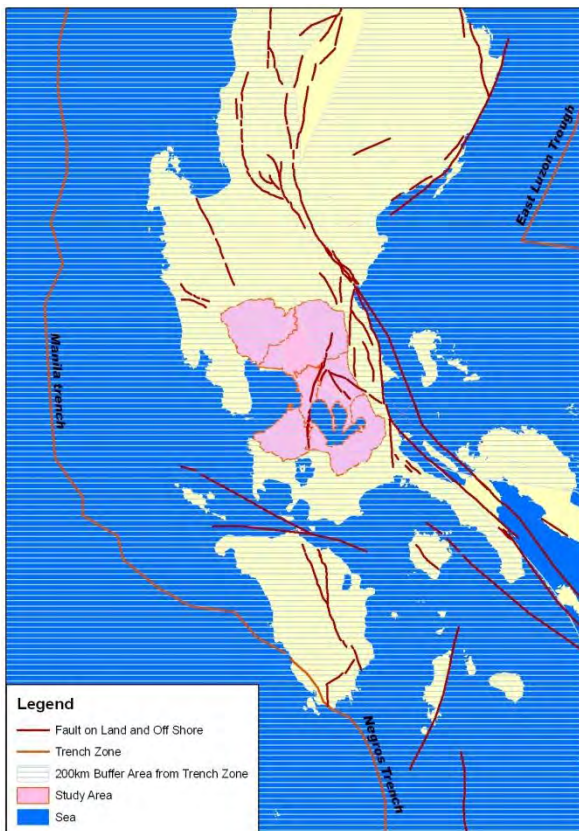 East Luzon Trough
Manila trench
Negros Trench
Legend
Fault on Land and Off Shore
Trench Zone
200km Buffer Area from Trench Zone
Study Area
Sea